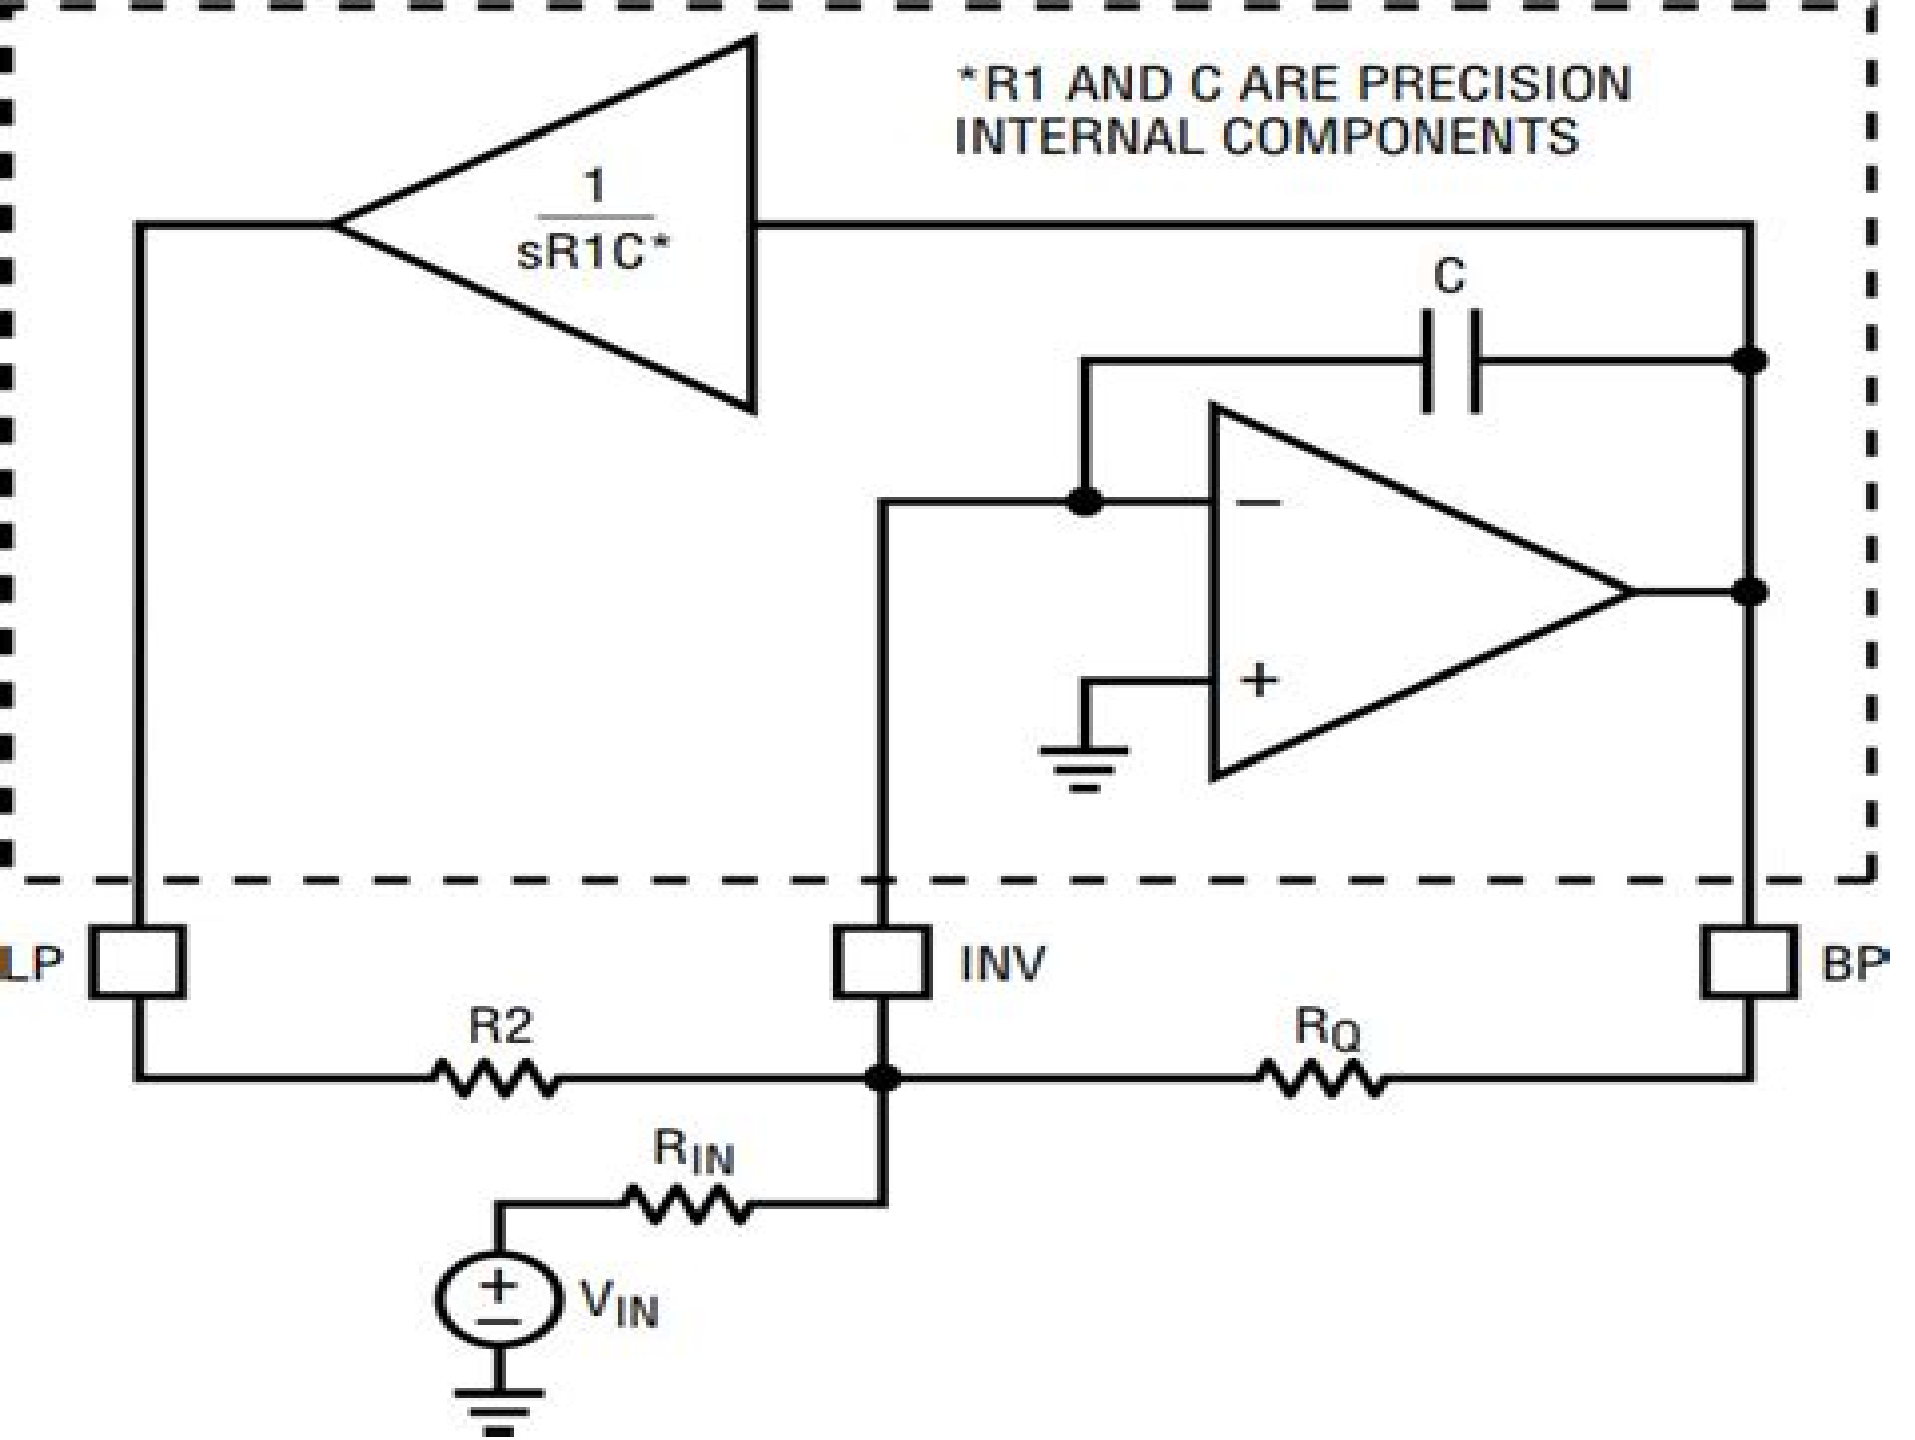 *R1 AND C ARE PRECISION
INTERNAL COMPONENTS
1
sR1C*
C
−
+
LP
INV
BP
R2
RQ
RIN
+
−
VIN